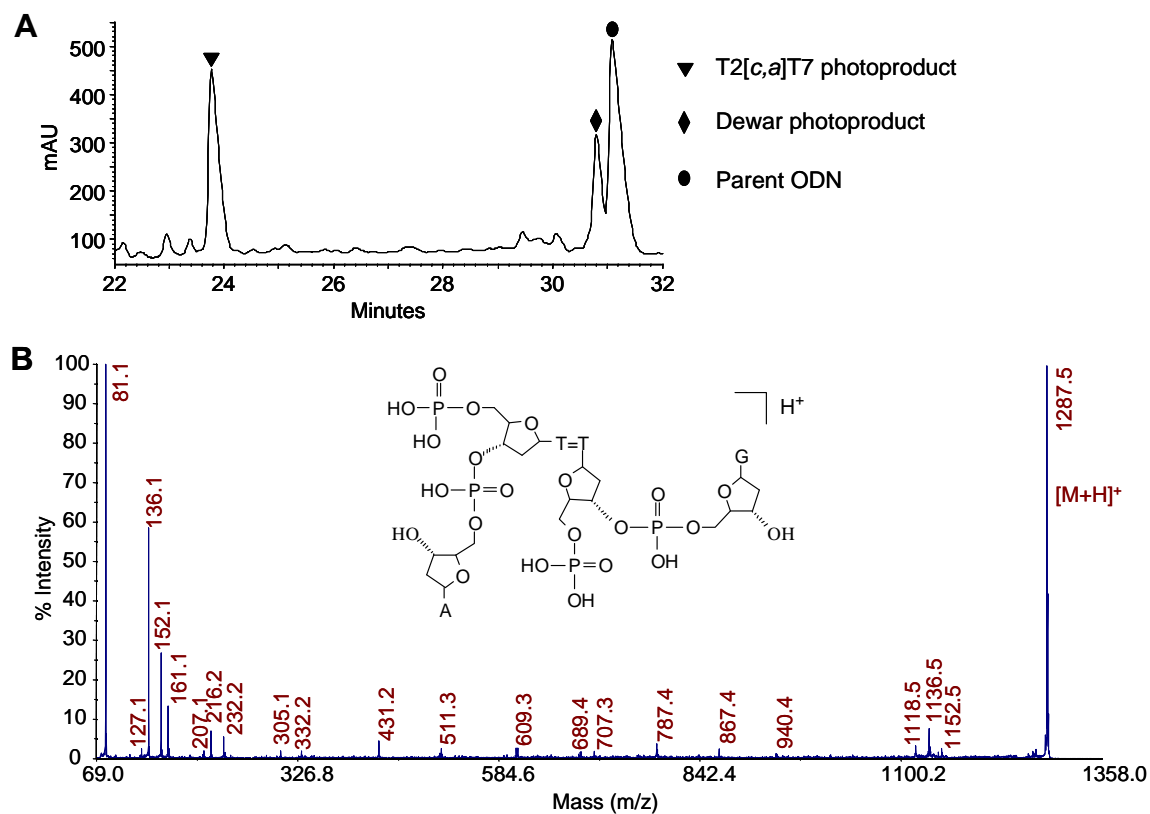 A
500
400
300
200
100
mAU
22
24
26
28
30
32
Minutes
T2[c,a]T7 photoproduct
Dewar photoproduct
Parent ODN
B
100
90
80
70
60
50
40
30
20
10
0
% Intensity
69.0
326.8
584.6
842.4
1100.2
1358.0
Mass (m/z)
81.1
127.1
136.1
152.1
161.1
207.1
216.2
232.2
305.1
332.2
431.2
511.3
609.3
689.4
707.3
787.4
867.4
940.4
1118.5
1136.5
1152.5
1287.5
[M+H]+
O
HO P O
HO
O
T=T
O
HO P O
O
HO
O
A
O
O
HO P O
OH
O
O P O
OH
G
O
OH
H+